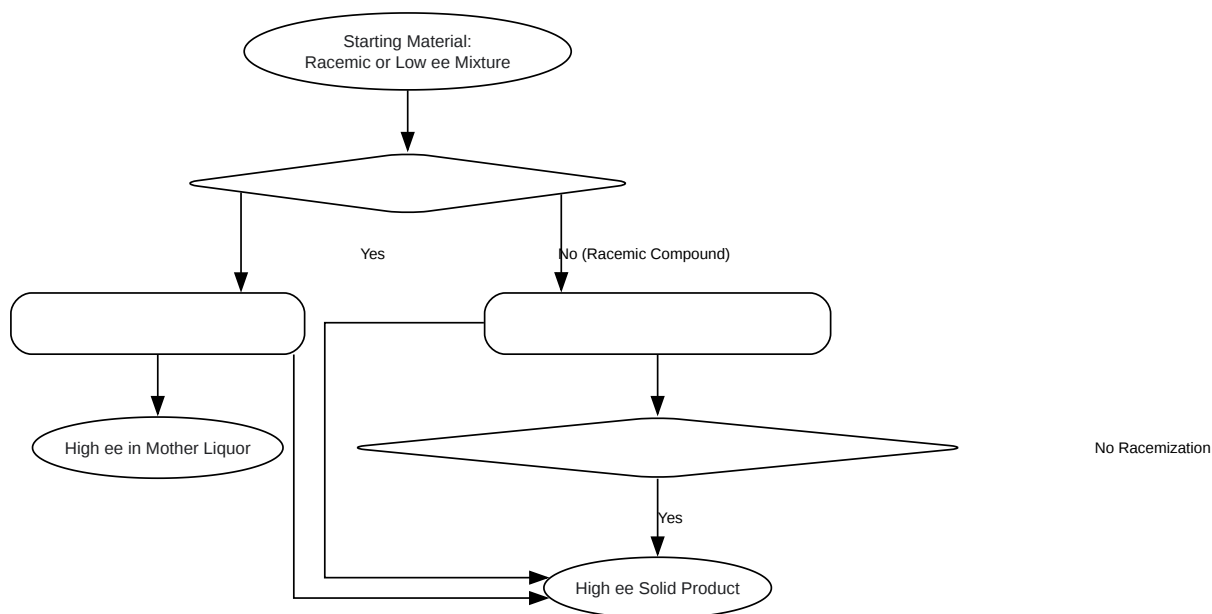 Starting Material:
Racemic or Low ee Mixture
Yes
No (Racemic Compound)
High ee in Mother Liquor
No Racemization
Yes
High ee Solid Product